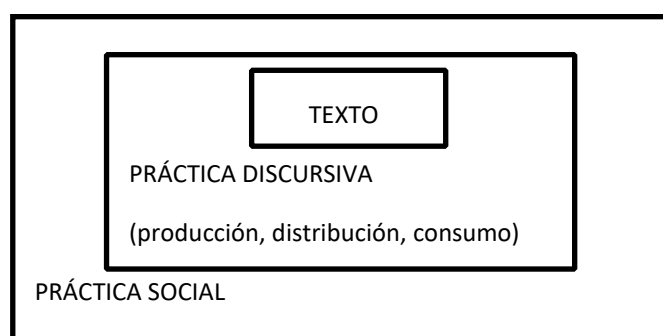 TEXTO
PRÁCTICA DISCURSIVA
(producción, distribución, consumo)
PRÁCTICA SOCIAL